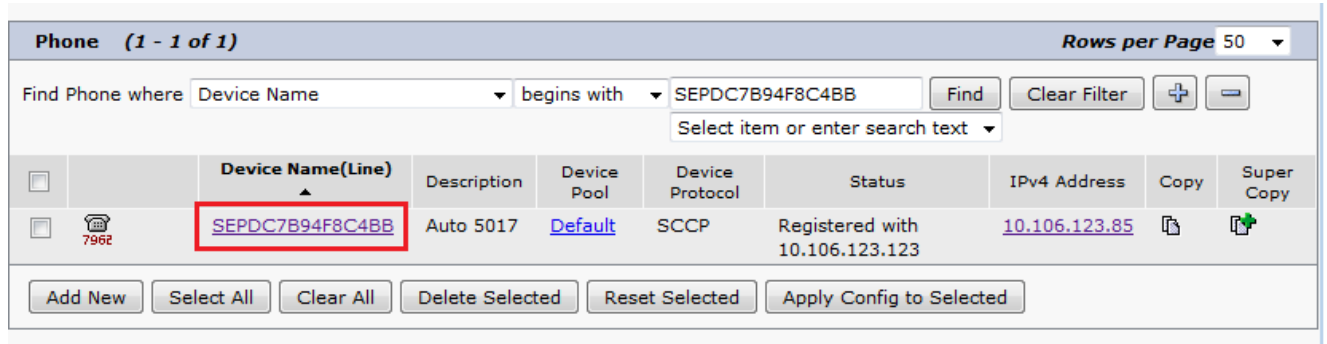 Phone (1 - 1 of 1) Rows per Page 50
Find Phone where Device Name begins with SEPDC7B94F8C4BB Find Clear Filter
Select item or enter search text
Device Name(Line) Description Device Pool Device Protocol Status IPv4 Address Copy Super Copy
7962 SEPDC7B94F8C4BB Auto 5017 Default SCCP Registered with 10.106.123.123 10.106.123.85
Add New Select All Clear All Delete Selected Reset Selected Apply Config to Selected